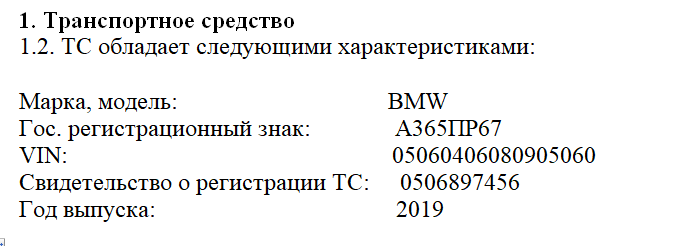 1. Транспортное средство
1.2. ТС обладает следующими характеристиками:
Марка, модель: BMW
Гос. регистрационный знак: А365ПР67
VIN: 05060406080905060
Свидетельство о регистрации ТС: 0506897456
Год выпуска: 2019